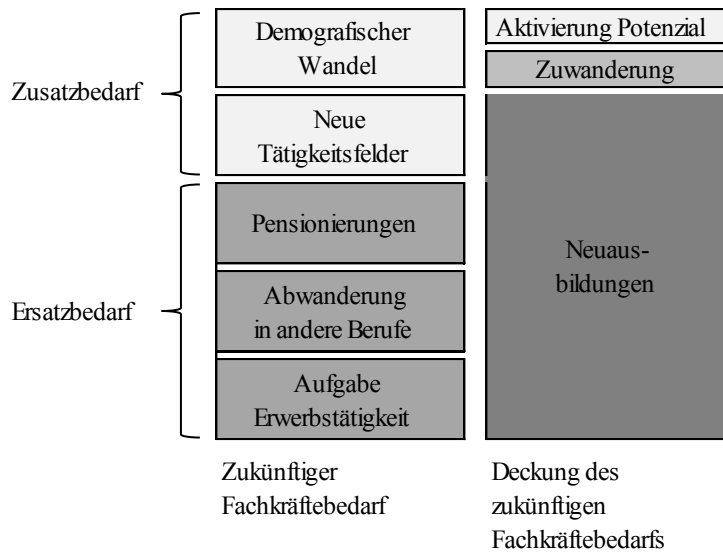 Zusatzbedarf
Ersatzbedarf
Demografischer
Wandel
Neue
Tätigkeitsfelder
Pensionierungen
Abwanderung
in andere Berufe
Aufgabe
Erwerbstätigkeit
Zukünftiger
Fachkräftebedarf
Aktivierung Potenzial
Zuwanderung
Neuaus-
bildungen
Deckung des
zukünftigen
Fachkräftebedarfs